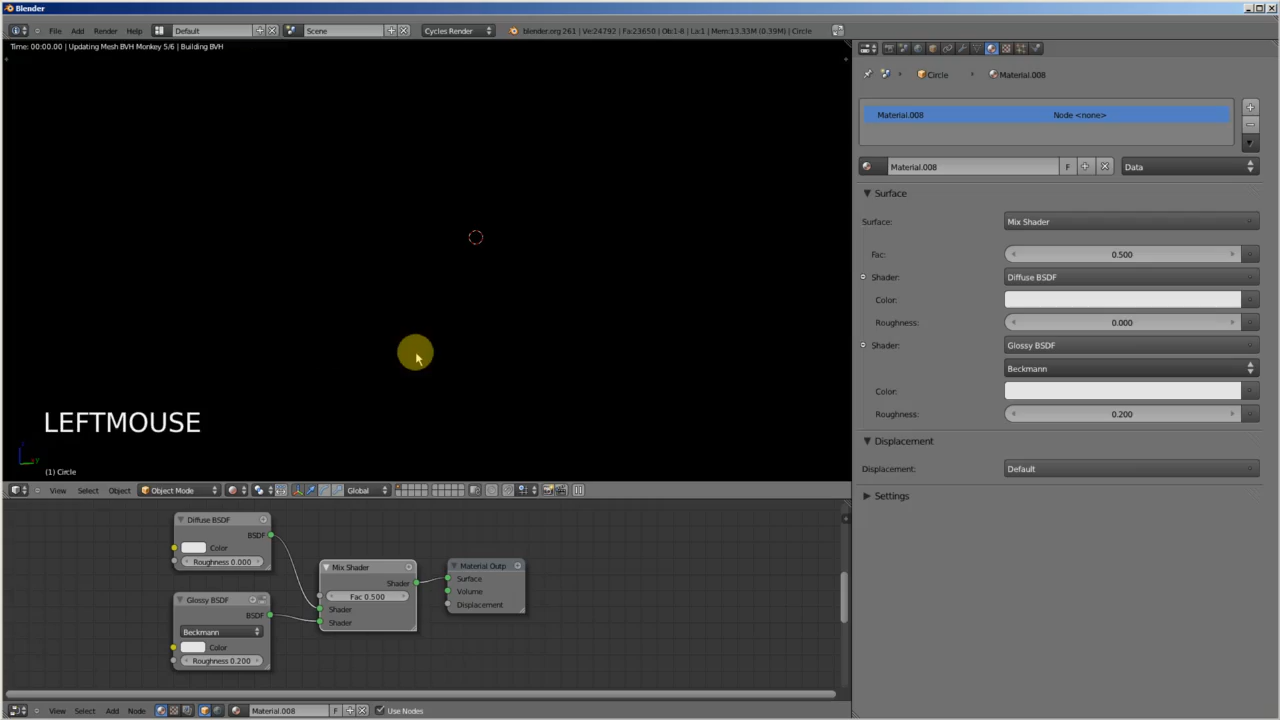 Blender
File Add Render Help Default Scene Cycles Render blender.org 261 | Ve:24792 | Fa:23650 | Ob:1-8 | La:1 | Mem:13.33M (0.39M) | Circle
Time: 00:00.00 | Updating Mesh BVH Monkey 5/6 | Building BVH
Circle Material.008
Material.008 Node <none>
Material.008 F Data
Surface
Surface: Mix Shader
Fac: 0.500
Shader: Diffuse BSDF
Color:
Roughness: 0.000
Shader: Glossy BSDF
Beckmann
Color:
Roughness: 0.200
Displacement
Displacement: Default
Settings
LEFTMOUSE
(1) Circle
View Select Object Object Mode Global
Diffuse BSDF
BSDF
Color
Roughness 0.000
Glossy BSDF
BSDF
Beckmann
Color
Roughness 0.200
Mix Shader
Shader
Fac 0.500
Shader
Shader
Material Outp
Surface
Volume
Displacement
View Select Add Node Material.008 F Use Nodes